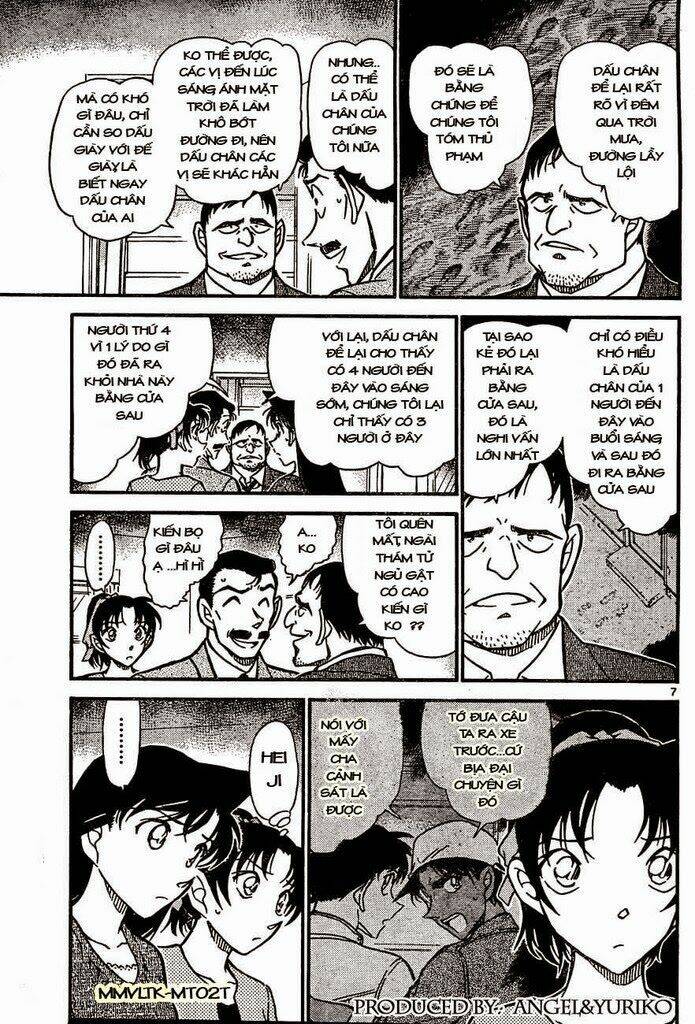 DẤU CHÂN
ĐỂ LẠI RẤT
RÕ VÌ ĐÊM
QUA TRỜI
MƯA,
ĐƯỜNG LẦY
LỘI
ĐÓ SẼ LÀ
BẰNG
CHỨNG ĐỂ
CHÚNG TÔI
TÓM THỦ
PHẠM
NHƯNG..
CÓ THỂ
LÀ DẤU
CHÂN CỦA
CHÚNG
TÔI NỮA
KO THỂ ĐƯỢC,
CÁC VỊ ĐẾN LÚC
SÁNG ÁNH MẶT
TRỜI ĐÃ LÀM
KHÔ BỚT
ĐƯỜNG ĐI, NÊN
DẤU CHÂN CÁC
VỊ SẼ KHÁC HẲN
MÀ CÓ KHÓ
GÌ ĐÂU, CHỈ
CẦN SO DẤU
GIÀY VỚI ĐẾ
GIÀY, LÀ
BIẾT NGAY
DẤU CHÂN
CỦA AI
CHỈ CÓ ĐIỀU
KHÓ HIỂU
LÀ DẤU
CHÂN CỦA 1
NGƯỜI ĐẾN
ĐÂY VÀO
BUỔI SÁNG
VÀ SAU ĐÓ
ĐI RA BẰNG
CỬA SAU
TẠI SAO
KẺ ĐÓ LẠI
PHẢI RA
BẰNG
CỬA SAU,
ĐÓ LÀ
NGHI VẤN
LỚN NHẤT
VỚI LẠI, DẤU CHÂN
ĐỂ LẠI CHO THẤY
CÓ 4 NGƯỜI ĐẾN
ĐÂY VÀO SÁNG
SỚM, CHÚNG TÔI LẠI
CHỈ THẤY CÓ 3
NGƯỜI Ở ĐÂY
NGƯỜI THỨ 4
VÌ 1 LÝ DO GÌ
ĐÓ ĐÃ RA
KHỎI NHÀ NÀY
BẰNG CỬA
SAU
TÔI QUÊN
MẤT, NGÀI
THÁM TỬ
NGỦ GẬT
CÓ CAO
KIẾN GÌ
KO ??
A...
KO
KIẾN BỌ
GÌ ĐÂU
Ạ ...HÌ HÌ
........
7
TỚ ĐƯA CẬU
TA RA XE
TRƯỚC...CỨ
BỊA ĐẠI
CHUYỆN GÌ
ĐÓ
NÓI VỚI
MẤY
CHA
CẢNH
SÁT LÀ
ĐƯỢC
HEI
JI
........
MMVLTK-MT02T
PRODUCED BY: ANGEL&YURIKO